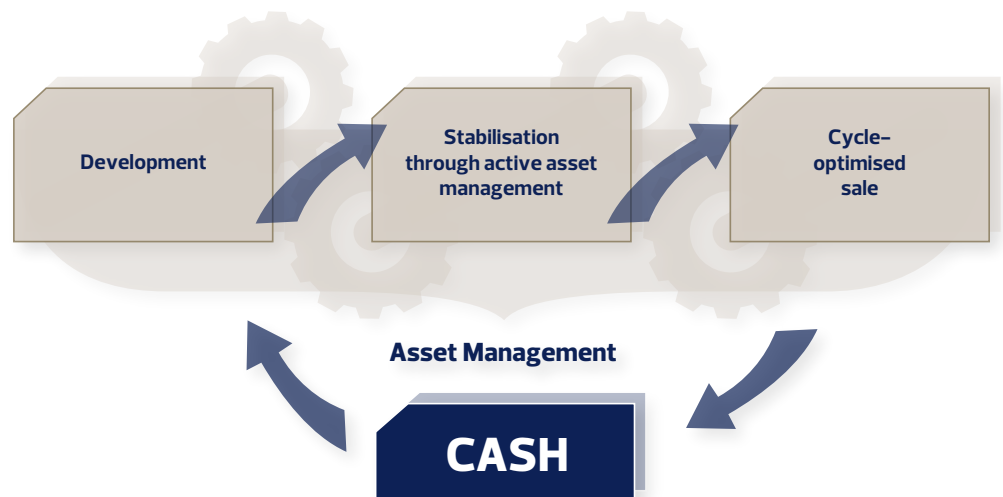 Development
Stabilisation
through active asset
management
Cycle–
optimised
sale
Asset Management
CASH